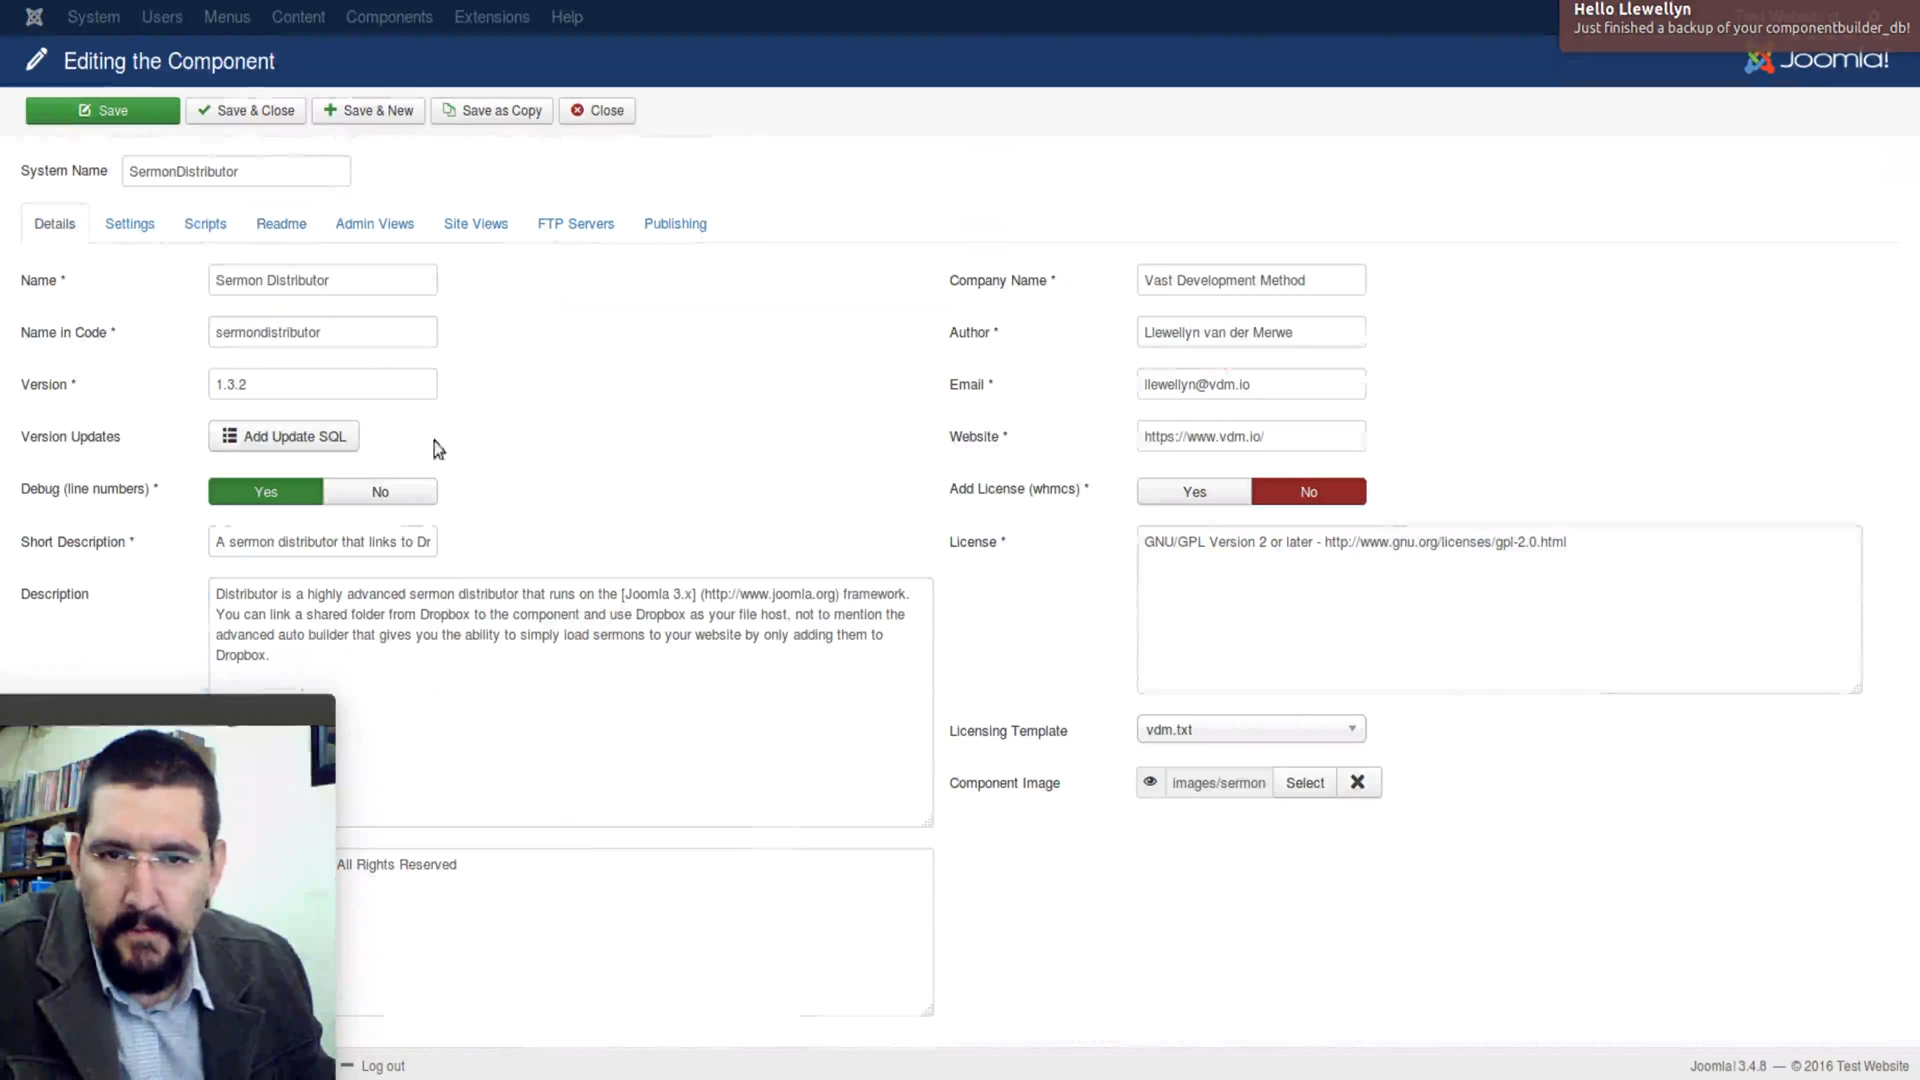 System Users Menus Content Components Extensions Help
Hello Llewellyn
Just finished a backup of your componentbuilder_db!
Editing the Component
Joomla!
Save
Save & Close
Save & New
Save as Copy
Close
System Name
SermonDistributor
Details Settings Scripts Readme Admin Views Site Views FTP Servers Publishing
Name *
Sermon Distributor
Name in Code *
sermondistributor
Version *
1.3.2
Version Updates
Add Update SQL
Debug (line numbers) *
Yes No
Short Description *
A sermon distributor that links to Dr
Description
Distributor is a highly advanced sermon distributor that runs on the [Joomla 3.x] (http://www.joomla.org) framework.
You can link a shared folder from Dropbox to the component and use Dropbox as your file host, not to mention the
advanced auto builder that gives you the ability to simply load sermons to your website by only adding them to
Dropbox.
All Rights Reserved
Company Name *
Vast Development Method
Author *
Llewellyn van der Merwe
Email *
llewellyn@vdm.io
Website *
https://www.vdm.io/
Add License (whmcs) *
Yes No
License *
GNU/GPL Version 2 or later - http://www.gnu.org/licenses/gpl-2.0.html
Licensing Template
vdm.txt
Component Image
images/sermon
Select
Log out
Joomla! 3.4.8 — © 2016 Test Website